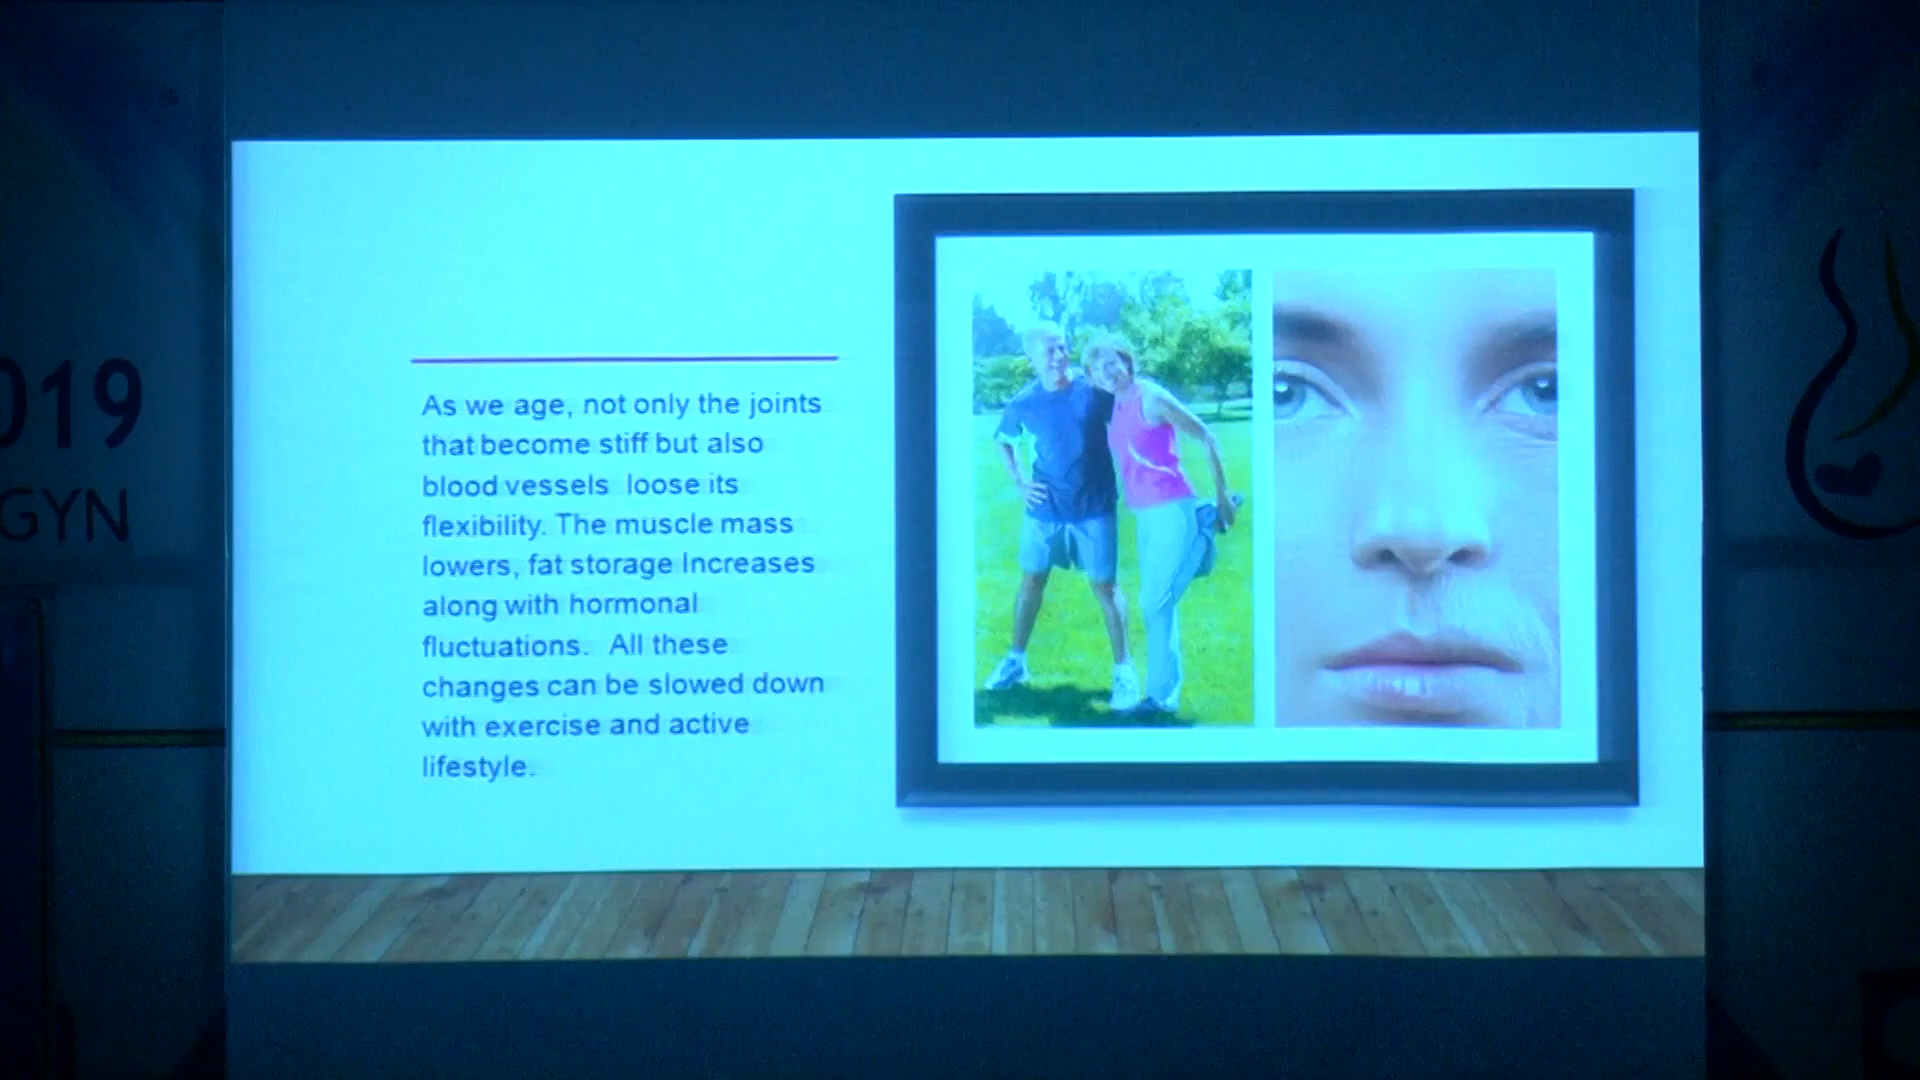 019
GYN
As we age, not only the joints
that become stiff but also
blood vessels  loose its
flexibility. The muscle mass
lowers, fat storage Increases
along with hormonal
fluctuations.  All these
changes can be slowed down
with exercise and active
lifestyle.